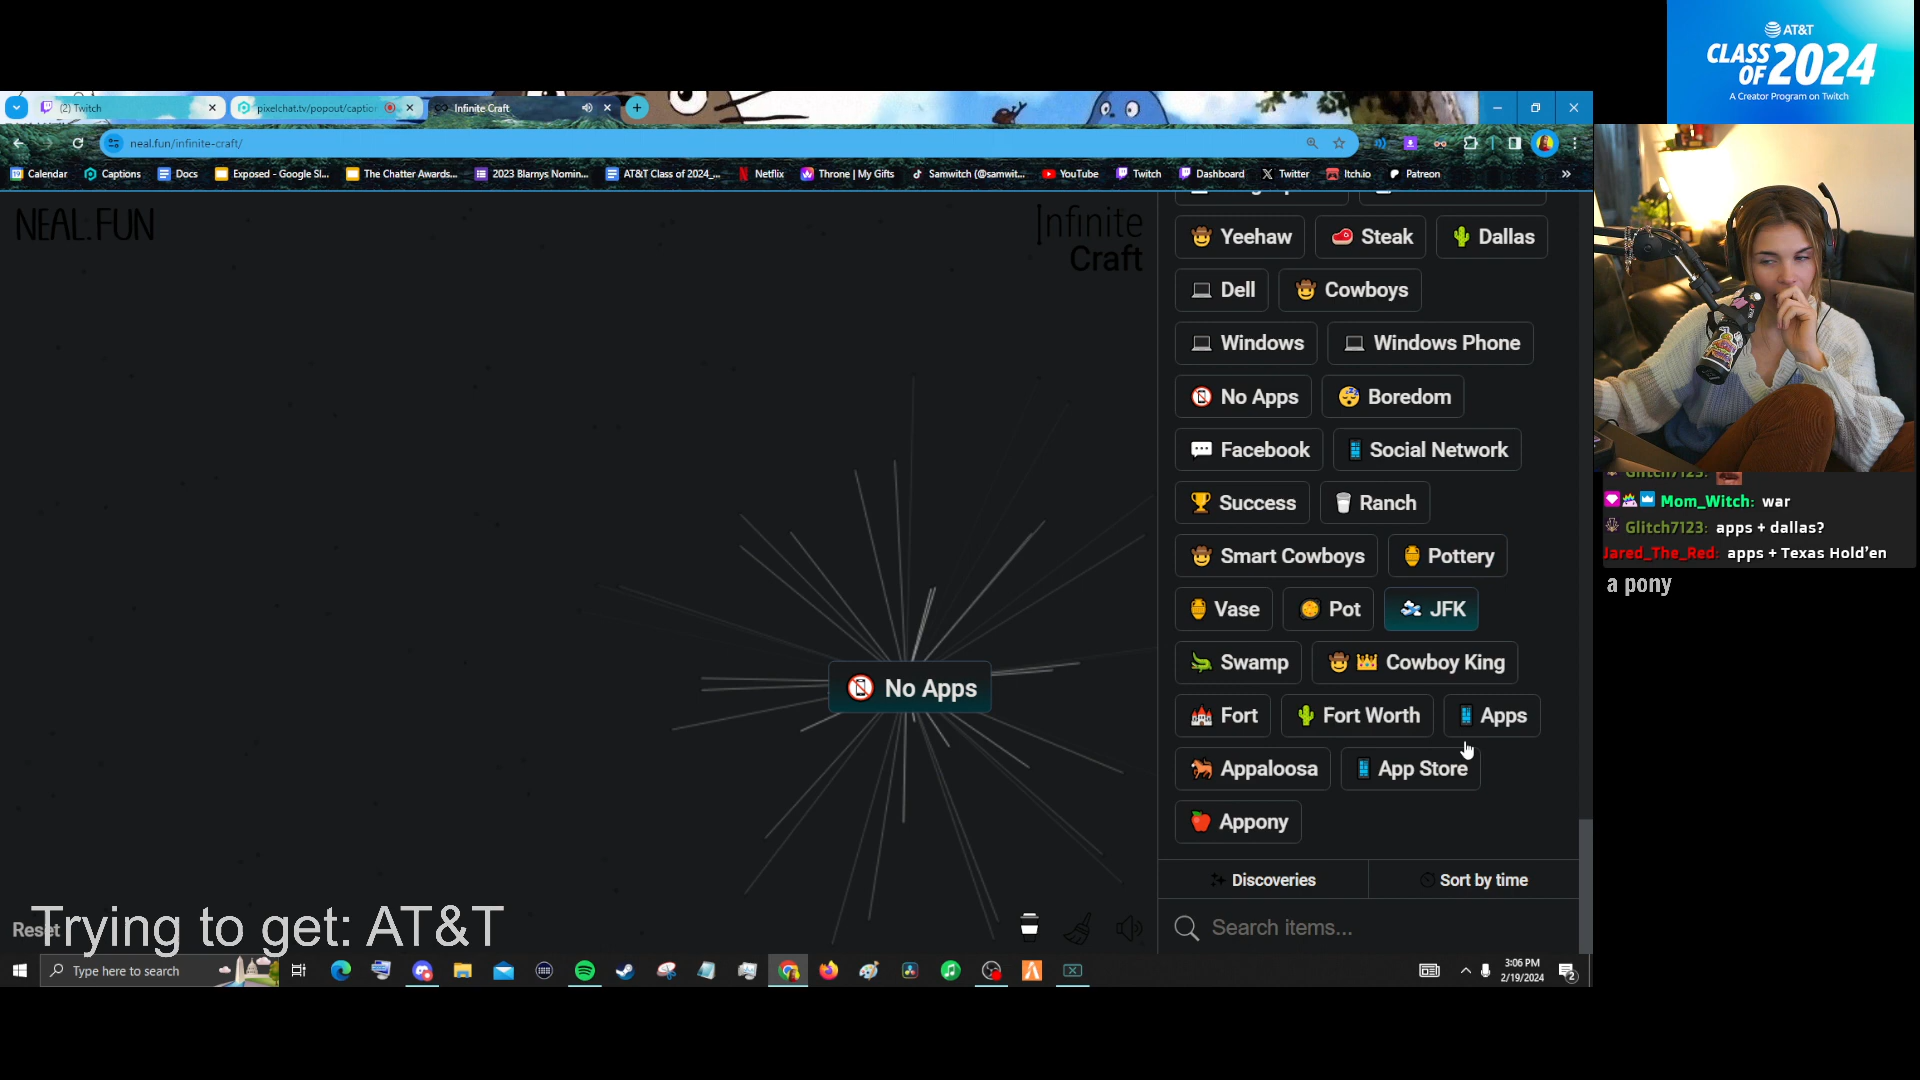 AT&T
CLASS
OF 2024
A Creator Program on Twitch
(2) Twitch
pixelchat.tv/popout/caption
Infinite Craft
neal.fun/infinite-craft/
Calendar
Captions
Docs
Exposed - Google Sl...
The Chatter Awards...
2023 Blarnys Nomin...
AT&T Class of 2024_...
Netflix
Throne | My Gifts
Samwitch (@samwit...
YouTube
Twitch
Dashboard
Twitter
Itch.io
Patreon
»
NEAL.FUN
Infinite
Craft
Yeehaw
Steak
Dallas
Dell
Cowboys
Windows
Windows Phone
No Apps
Boredom
Facebook
Social Network
Success
Ranch
Smart Cowboys
Pottery
Vase
Pot
JFK
Swamp
Cowboy King
Fort
Fort Worth
Apps
Appaloosa
App Store
Appony
No Apps
Discoveries
Sort by time
Search items...
Reset
Trying to get: AT&T
Type here to search
3:06 PM
2/19/2024
2
Glitch7123:
Mom_Witch: war
Glitch7123: apps + dallas?
Jared_The_Red: apps + Texas Hold'en
a pony